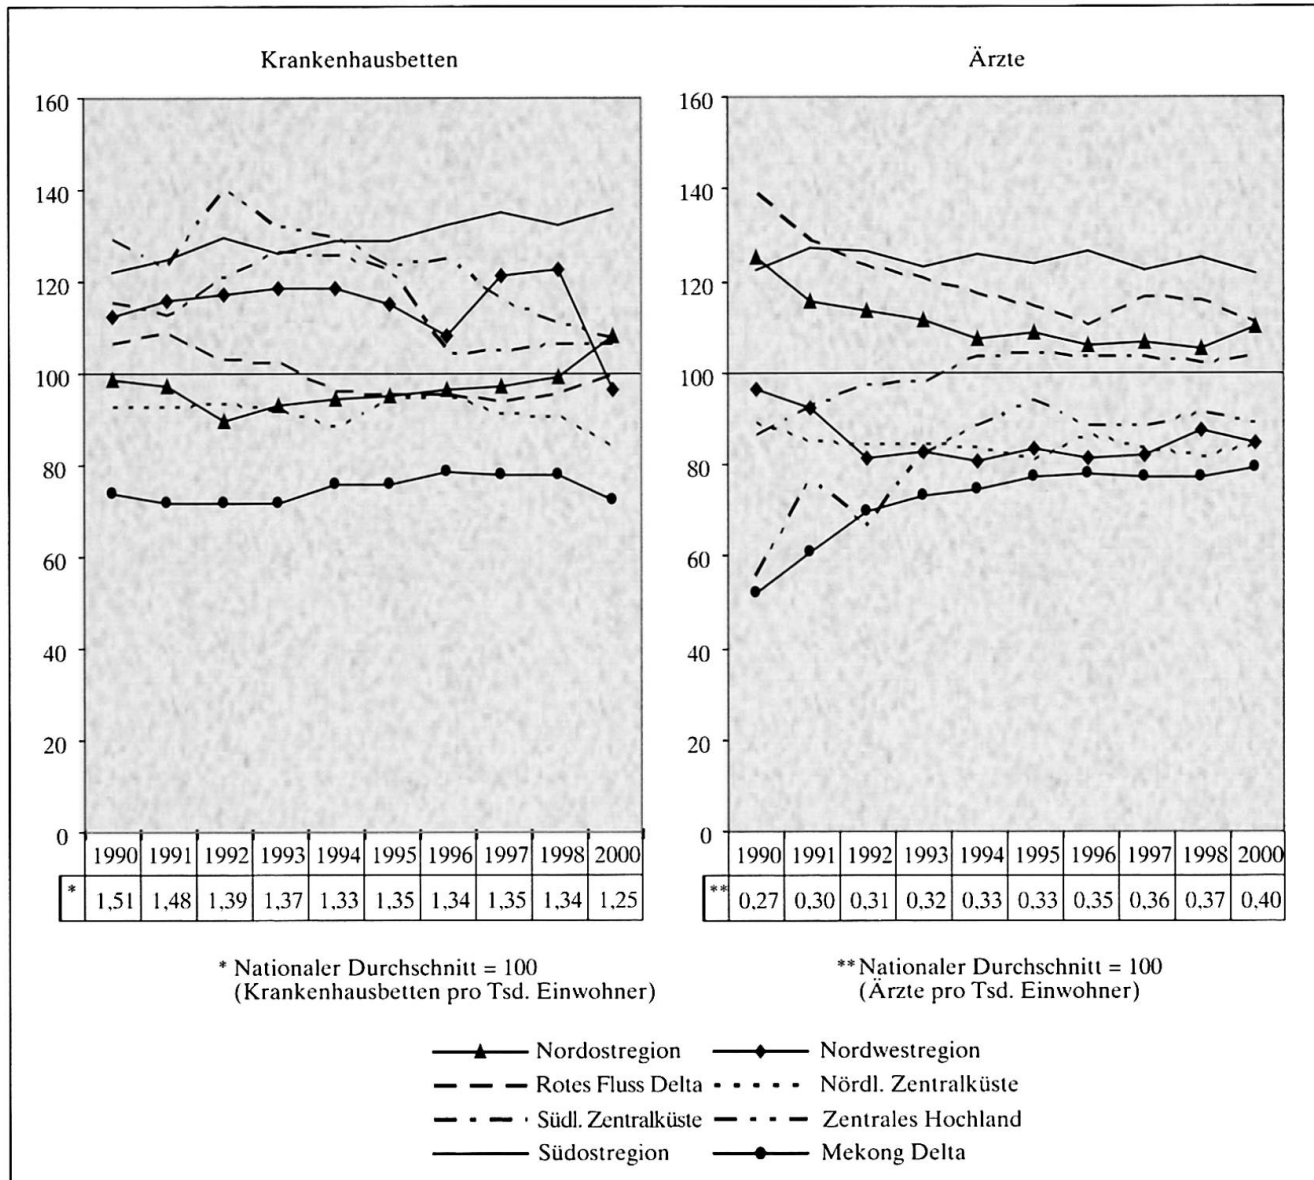 Krankenhausbetten
160
140
120
100
80
60
40
20
0
1990 1991 1992 1993 1994 1995 1996 1997 1998 2000
* 1,51 1,48 1,39 1,37 1,33 1,35 1,34 1,35 1,34 1,25
* Nationaler Durchschnitt = 100
(Krankenhausbetten pro Tsd. Einwohner)
Ärzte
160
140
120
100
80
60
40
20
0
1990 1991 1992 1993 1994 1995 1996 1997 1998 2000
** 0,27 0,30 0,31 0,32 0,33 0,33 0,35 0,36 0,37 0,40
** Nationaler Durchschnitt = 100
(Ärzte pro Tsd. Einwohner)
Nordostregion Nordwestregion
Rotes Fluss Delta Nördl. Zentralküste
Südl. Zentralküste Zentrales Hochland
Südostregion Mekong Delta